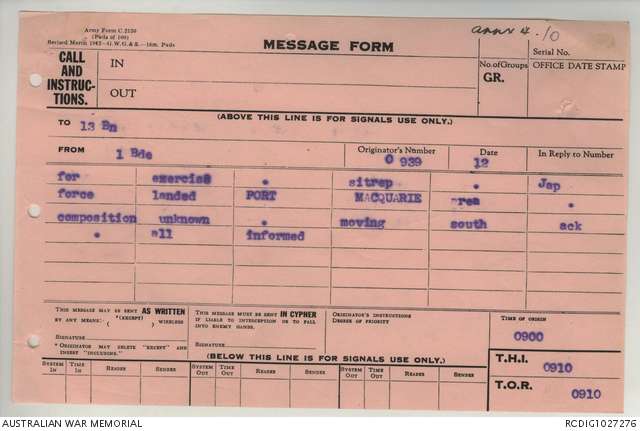 Army Form C.2130
(Pads of 100)
Revised March 1942—G.W.G.&S.—16m. Pads
MESSAGE FORM
annx 4. 10
Serial No.
CALL AND INSTRUC-TIONS.
IN
OUT
No. of Groups
GR.
OFFICE DATE STAMP
(ABOVE THIS LINE IS FOR SIGNALS USE ONLY.)
TO 13 Bn
FROM 1 Bde
Originator's Number
O 939
Date
12
In Reply to Number
for exercise . sitrep . Jap
force landed PORT MACQUARIE area .
composition unknown . moving south ack
. all informed
THIS MESSAGE MAY BE SENT AS WRITTEN
BY ANY MEANS. *(EXCEPT) ( ) WIRELESS
SIGNATURE
* ORIGINATOR MAY DELETE "EXCEPT" AND
INSERT "INCLUDING."
THIS MESSAGE MUST BE SENT IN CYPHER
IF LIABLE TO INTERCEPTION OR TO FALL
INTO ENEMY HANDS.
SIGNATURE
ORIGINATOR'S INSTRUCTIONS
DEGREE OF PRIORITY
TIME OF ORIGIN
0900
(BELOW THIS LINE IS FOR SIGNALS USE ONLY.)
T.H.I.
0910
T.O.R.
0910
SYSTEM IN TIME IN READER SENDER SYSTEM OUT TIME OUT READER SENDER SYSTEM OUT TIME OUT READER SENDER
AUSTRALIAN WAR MEMORIAL
RCDIG1027276